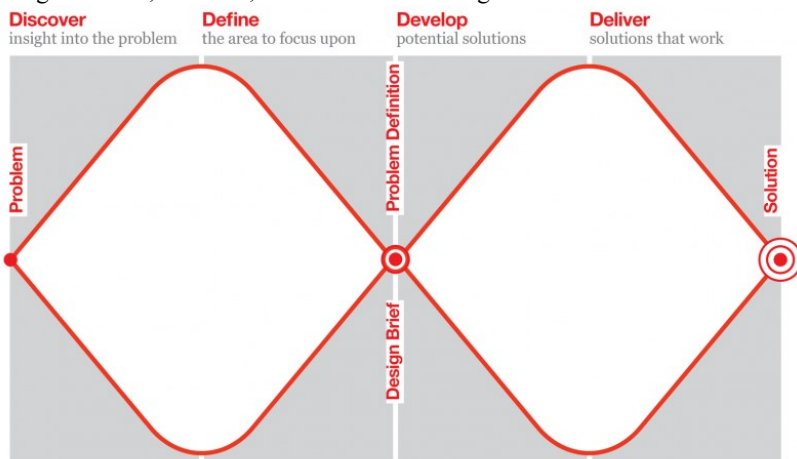 Discover
insight into the problem
Define
the area to focus upon
Develop
potential solutions
Deliver
solutions that work
Problem
Problem Definition
Design Brief
Solution